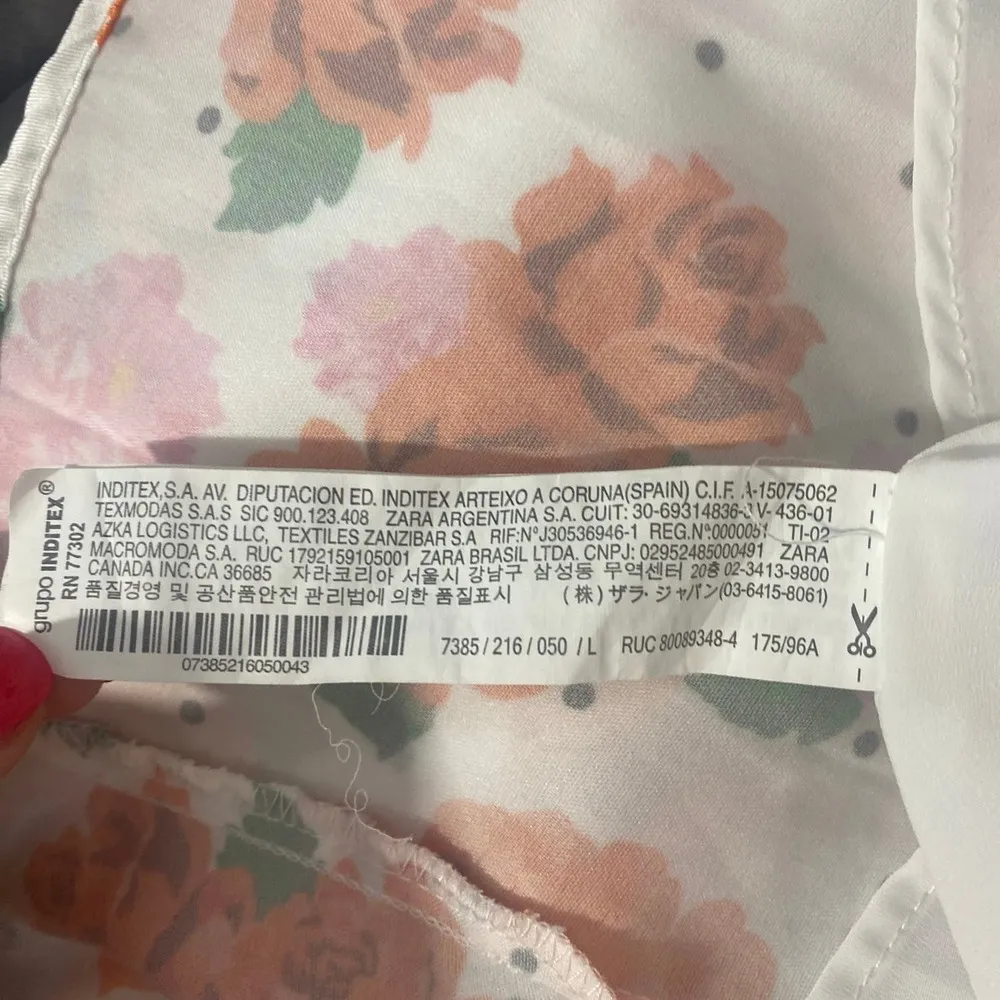 grupo INDITEX®
RN 77302
INDITEX,S.A. AV. DIPUTACION ED. INDITEX ARTEIXO A CORUNA(SPAIN) C.I.F. A-15075062
TEXMODAS S.A.S SIC 900.123.408 ZARA ARGENTINA S.A. CUIT: 30-69314836-3 V- 436-01
AZKA LOGISTICS LLC, TEXTILES ZANZIBAR S.A RIF:NºJ30536946-1 REG.Nº:0000051 TI-02
MACROMODA S.A. RUC 1792159105001 ZARA BRASIL LTDA. CNPJ: 02952485000491 ZARA
CANADA INC.CA 36685 자라코리아 서울시 강남구 삼성동 무역센터 20층 02-3413-9800
품질경영 및 공산품안전 관리법에 의한 품질표시 (株) ザラ・ジャパン(03-6415-8061)
7385 / 216 / 050 / L RUC 80089348-4 175/96A
07385216050043